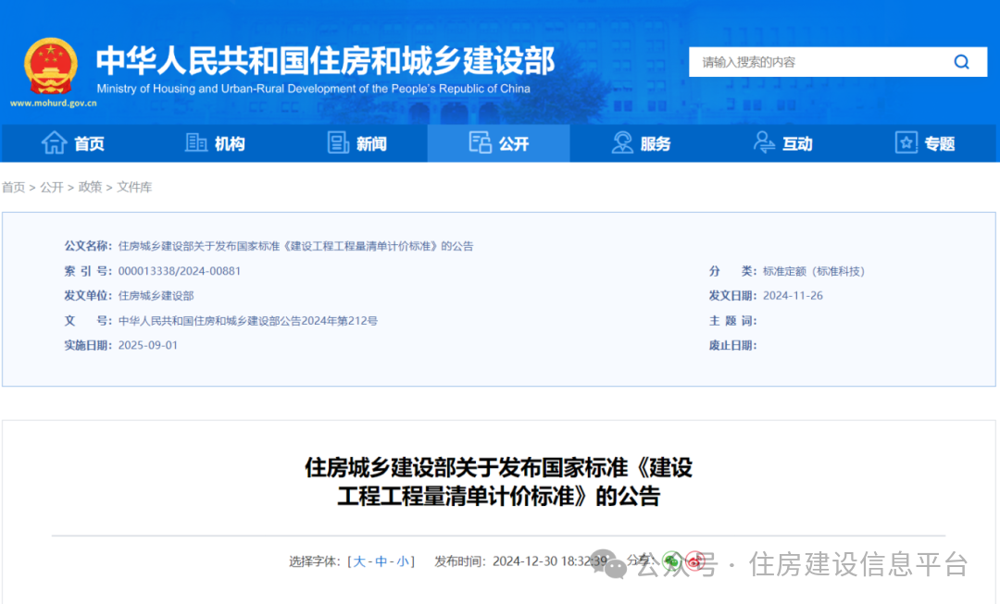 中华人民共和国住房和城乡建设部
Ministry of Housing and Urban-Rural Development of the People's Republic of China
www.mohurd.gov.cn
请输入搜索的内容
首页 机构 新闻 公开 服务 互动 专题
首页 > 公开 > 政策 > 文件库
公文名称: 住房城乡建设部关于发布国家标准《建设工程工程量清单计价标准》的公告
索 引 号: 000013338/2024-00881 分 类: 标准定额（标准科技）
发文单位: 住房城乡建设部 发文日期: 2024-11-26
文 号: 中华人民共和国住房和城乡建设部公告2024年第212号 主 题 词:
实施日期: 2025-09-01 废止日期:
住房城乡建设部关于发布国家标准《建设
工程工程量清单计价标准》的公告
选择字体: [大-中-小] 发布时间: 2024-12-30 18:32:39 分享:
公众号 · 住房建设信息平台